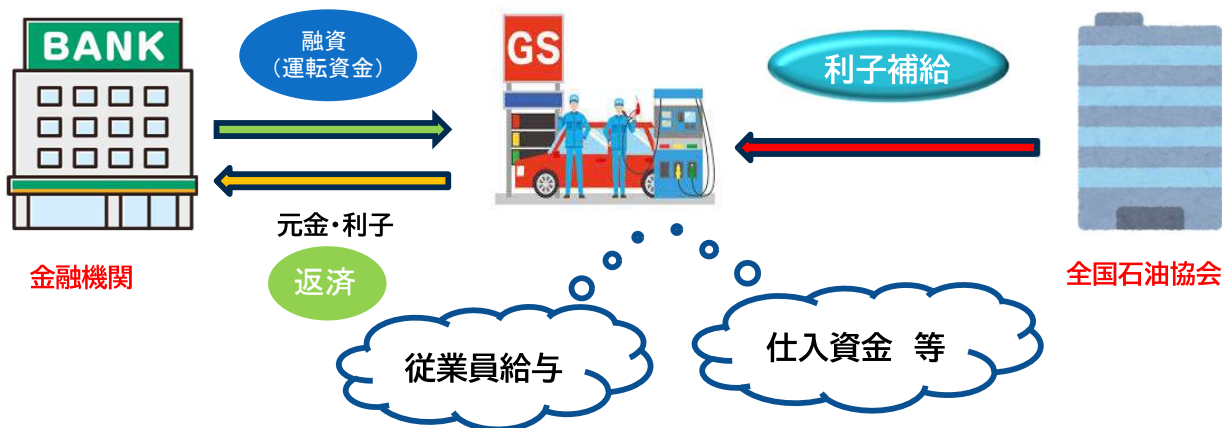 BANK
融資
（運転資金）
GS
利子補給
元金・利子
返済
金融機関
全国石油協会
従業員給与
仕入資金 等